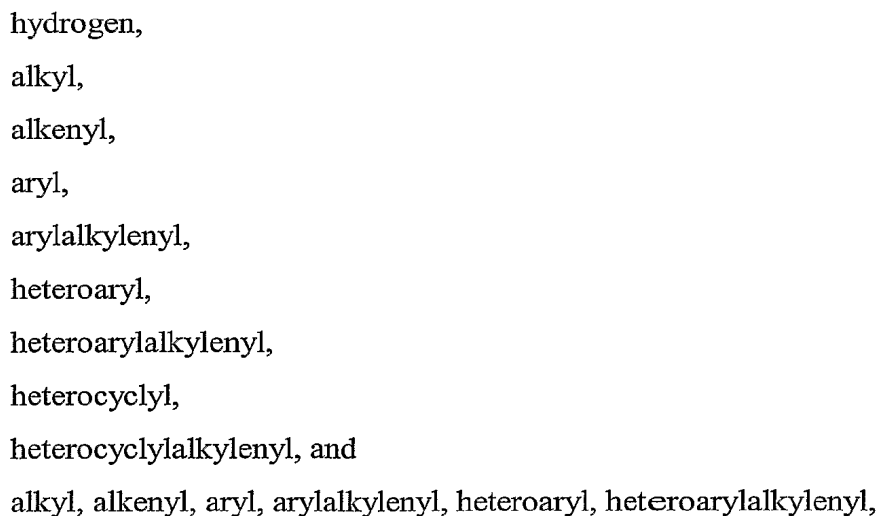 hydrogen,
alkyl,
alkenyl,
aryl,
arylalkylenyl,
heteroaryl,
heteroarylalkylenyl,
heterocyclyl,
heterocyclylalkylenyl, and
alkyl, alkenyl, aryl, arylalkylenyl, heteroaryl, heteroarylalkylenyl,